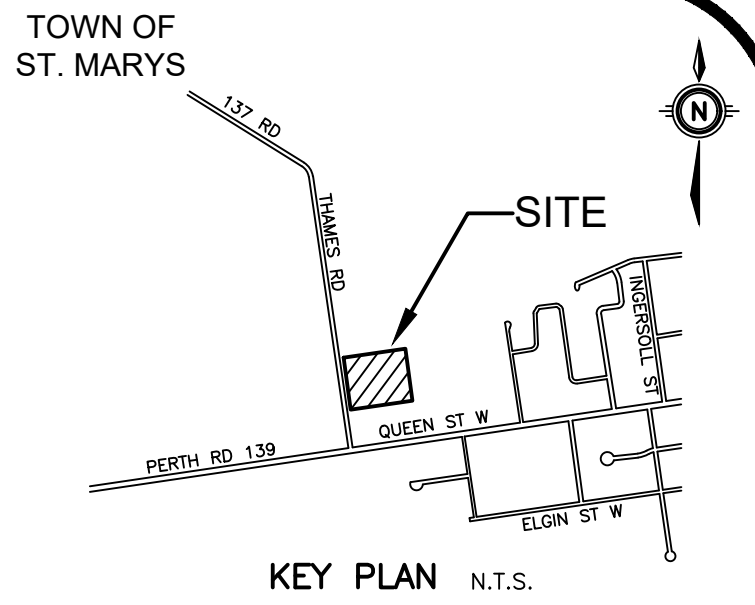 TOWN OF
ST. MARYS
137 RD
N
THAMES RD
SITE
INGERSOLL ST
QUEEN ST W
PERTH RD 139
ELGIN ST W
KEY PLAN N.T.S.